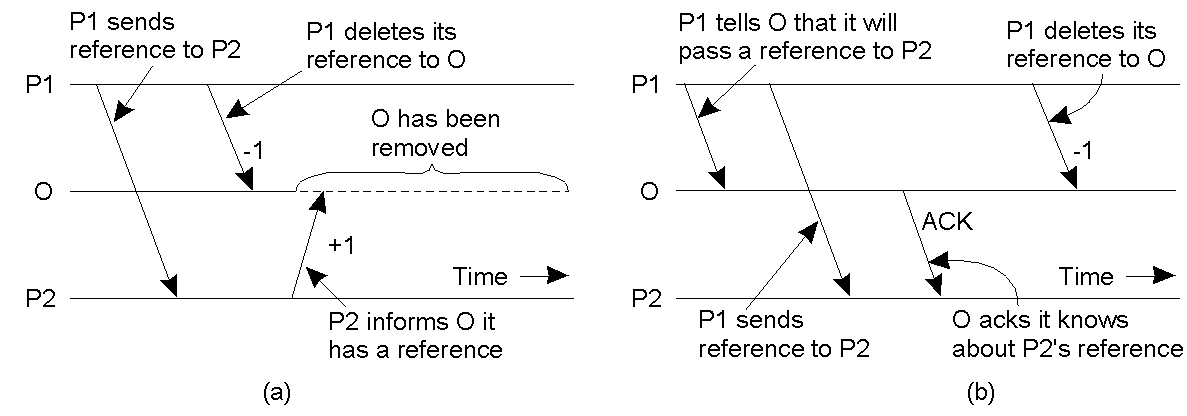 P1 sends
reference to P2
P1 deletes its
reference to O
P1
O has been
removed
-1
O
+1
Time
P2
P2 informs O it
has a reference
(a)
P1 tells O that it will
pass a reference to P2
P1 deletes its
reference to O
P1
-1
O
ACK
Time
P2
P1 sends
reference to P2
O acks it knows
about P2's reference
(b)